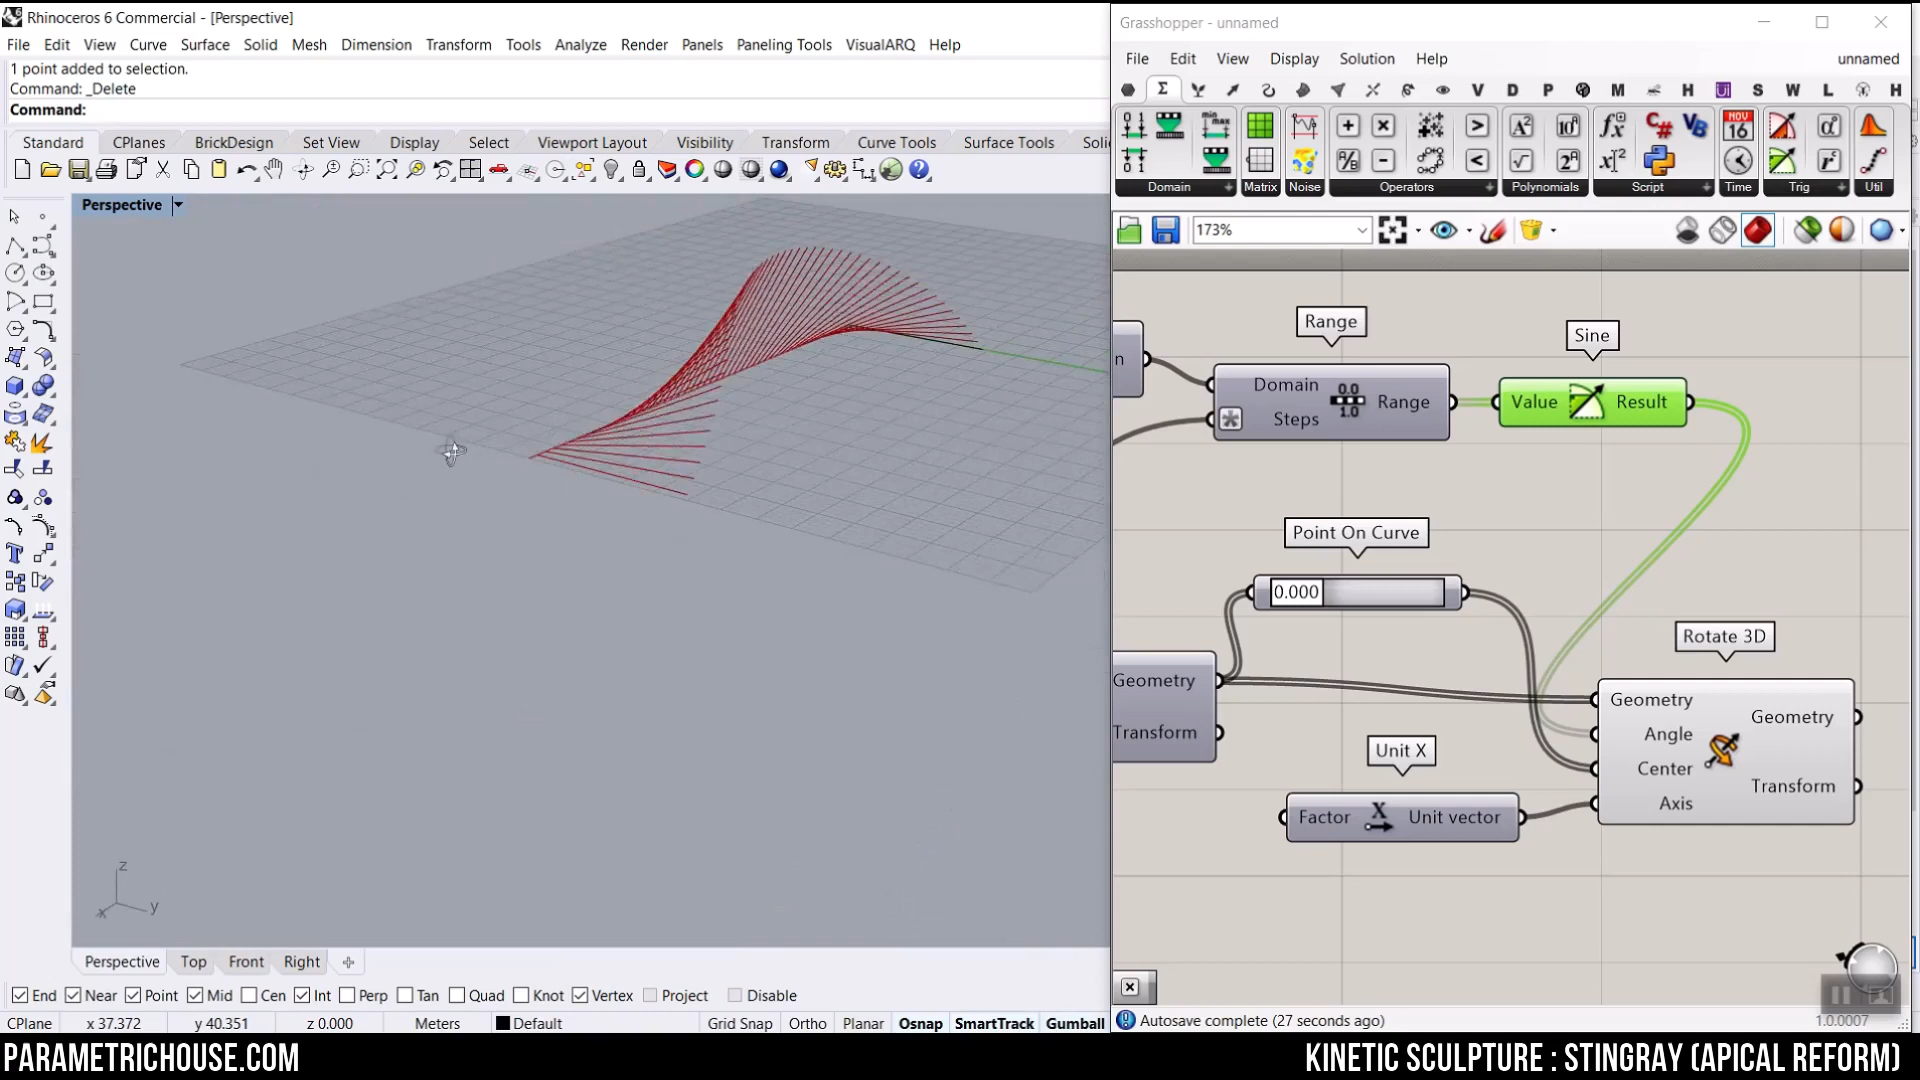 Rhinoceros 6 Commercial - [Perspective]
File Edit View Curve Surface Solid Mesh Dimension Transform Tools Analyze Render Panels Paneling Tools VisualARQ Help
1 point added to selection.
Command: _Delete
Command:
Standard CPlanes BrickDesign Set View Display Select Viewport Layout Visibility Transform Curve Tools Surface Tools Soli
Perspective
z
x y
Perspective Top Front Right
End Near Point Mid Cen Int Perp Tan Quad Knot Vertex Project Disable
CPlane x 37.372 y 40.351 z 0.000 Meters Default Grid Snap Ortho Planar Osnap SmartTrack Gumball
Grasshopper - unnamed
File Edit View Display Solution Help unnamed
V D P M H S W L H
Domain Matrix Noise Operators Polynomials Script Time Trig Util
173%
Range
Sine
n
Domain
Steps
0.0
1.0
Range
Value Result
Point On Curve
0.000
Rotate 3D
Geometry
Transform
Unit X
Factor X Unit vector
Geometry
Angle
Center
Axis
Geometry
Transform
Autosave complete (27 seconds ago)
1.0.0007
PARAMETRICHOUSE.COM
KINETIC SCULPTURE : STINGRAY (APICAL REFORM)